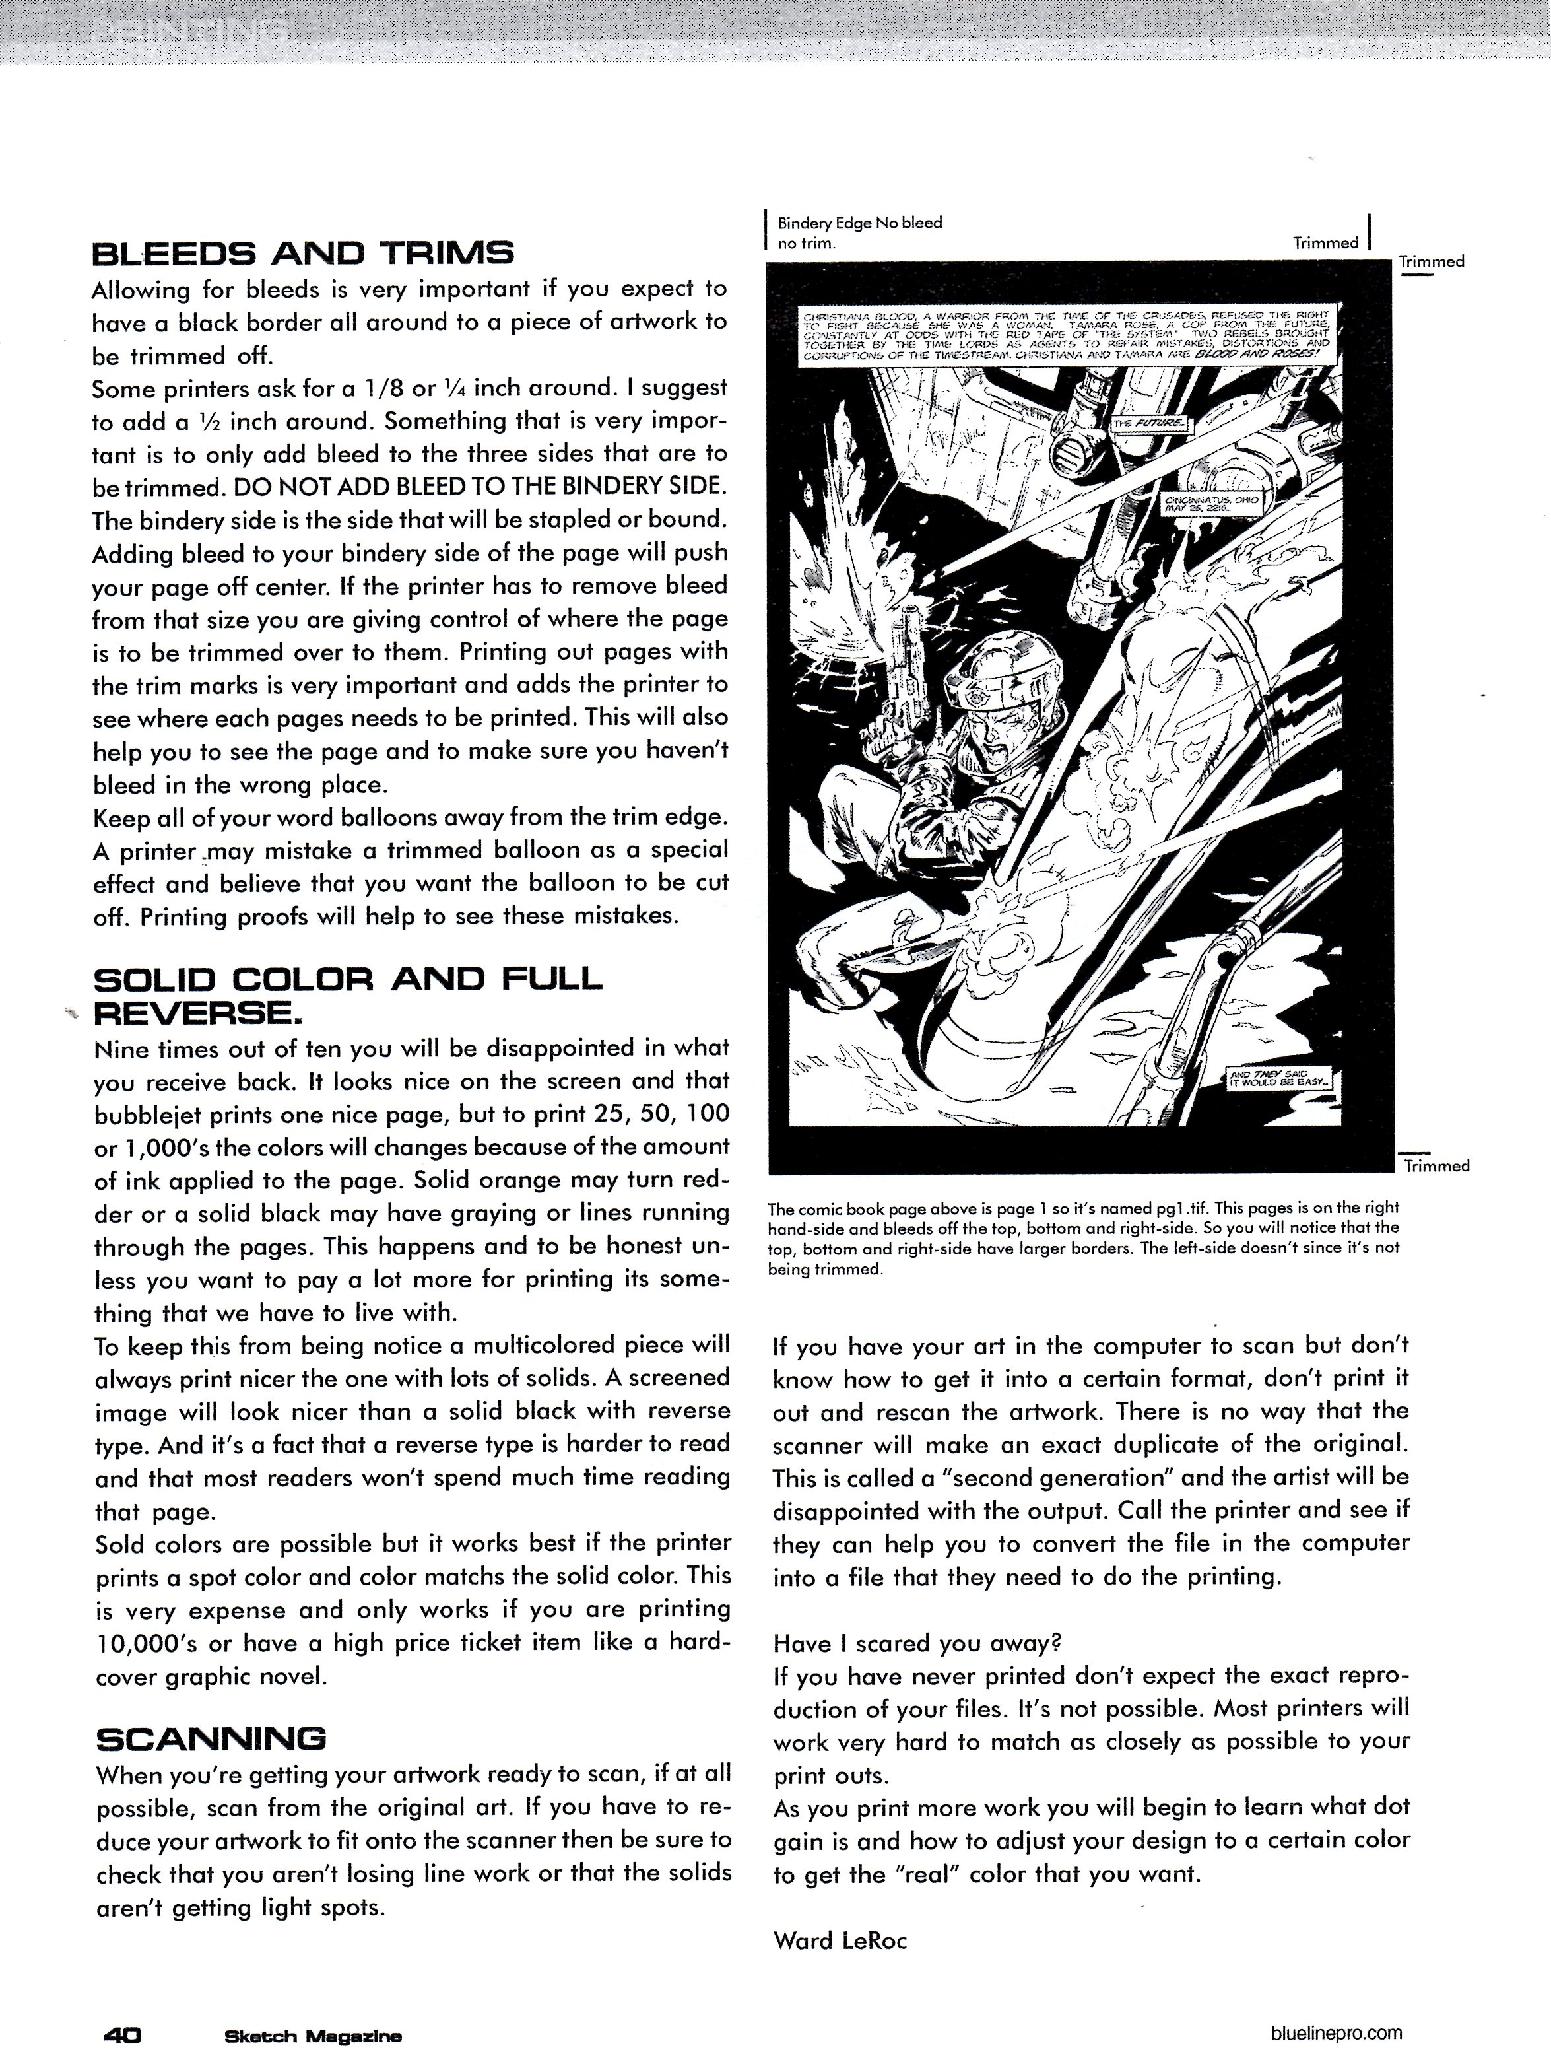 PRINTING
BLEEDS AND TRIMS
Allowing for bleeds is very important if you expect to
have a black border all around to a piece of artwork to
be trimmed off.
Some printers ask for a 1/8 or ¼ inch around. I suggest
to add a ½ inch around. Something that is very impor-
tant is to only add bleed to the three sides that are to
be trimmed. DO NOT ADD BLEED TO THE BINDERY SIDE.
The bindery side is the side that will be stapled or bound.
Adding bleed to your bindery side of the page will push
your page off center. If the printer has to remove bleed
from that size you are giving control of where the page
is to be trimmed over to them. Printing out pages with
the trim marks is very important and adds the printer to
see where each pages needs to be printed. This will also
help you to see the page and to make sure you haven't
bleed in the wrong place.
Keep all of your word balloons away from the trim edge.
A printer may mistake a trimmed balloon as a special
effect and believe that you want the balloon to be cut
off. Printing proofs will help to see these mistakes.
SOLID COLOR AND FULL
REVERSE.
Nine times out of ten you will be disappointed in what
you receive back. It looks nice on the screen and that
bubblejet prints one nice page, but to print 25, 50, 100
or 1,000's the colors will changes because of the amount
of ink applied to the page. Solid orange may turn red-
der or a solid black may have graying or lines running
through the pages. This happens and to be honest un-
less you want to pay a lot more for printing its some-
thing that we have to live with.
To keep this from being notice a multicolored piece will
always print nicer the one with lots of solids. A screened
image will look nicer than a solid black with reverse
type. And it's a fact that a reverse type is harder to read
and that most readers won't spend much time reading
that page.
Sold colors are possible but it works best if the printer
prints a spot color and color matchs the solid color. This
is very expense and only works if you are printing
10,000's or have a high price ticket item like a hard-
cover graphic novel.
SCANNING
When you're getting your artwork ready to scan, if at all
possible, scan from the original art. If you have to re-
duce your artwork to fit onto the scanner then be sure to
check that you aren't losing line work or that the solids
aren't getting light spots.
Bindery Edge No bleed
no trim.
Trimmed
Trimmed
CHRISTIANA BLOOD, A WARRIOR FROM THE TIME OF THE CRUSADES, REFUSED THE RIGHT
TO FIGHT BECAUSE SHE WAS A WOMAN. TAMARA ROSE, A COP FROM THE FUTURE,
CONSTANTLY AT ODDS WITH THE RED TAPE OF "THE SYSTEM". TWO REBELS BROUGHT
TOGETHER BY THE TIME LORDS AS AGENTS TO REPAIR MISTAKES, DISTORTIONS AND
CORRUPTIONS OF THE TIMESTREAM. CHRISTIANA AND TAMARA ARE BLOOD AND ROSES!
THE FUTURE.
CINCINNATUS, OHIO
MAY 25, 2216.
AND THEY SAID
IT WOULD BE EASY...
Trimmed
The comic book page above is page 1 so it's named pg1.tif. This pages is on the right
hand-side and bleeds off the top, bottom and right-side. So you will notice that the
top, bottom and right-side have larger borders. The left-side doesn't since it's not
being trimmed.
If you have your art in the computer to scan but don't
know how to get it into a certain format, don't print it
out and rescan the artwork. There is no way that the
scanner will make an exact duplicate of the original.
This is called a "second generation" and the artist will be
disappointed with the output. Call the printer and see if
they can help you to convert the file in the computer
into a file that they need to do the printing.
Have I scared you away?
If you have never printed don't expect the exact repro-
duction of your files. It's not possible. Most printers will
work very hard to match as closely as possible to your
print outs.
As you print more work you will begin to learn what dot
gain is and how to adjust your design to a certain color
to get the "real" color that you want.
Ward LeRoc
40
Sketch Magazine
bluelinepro.com